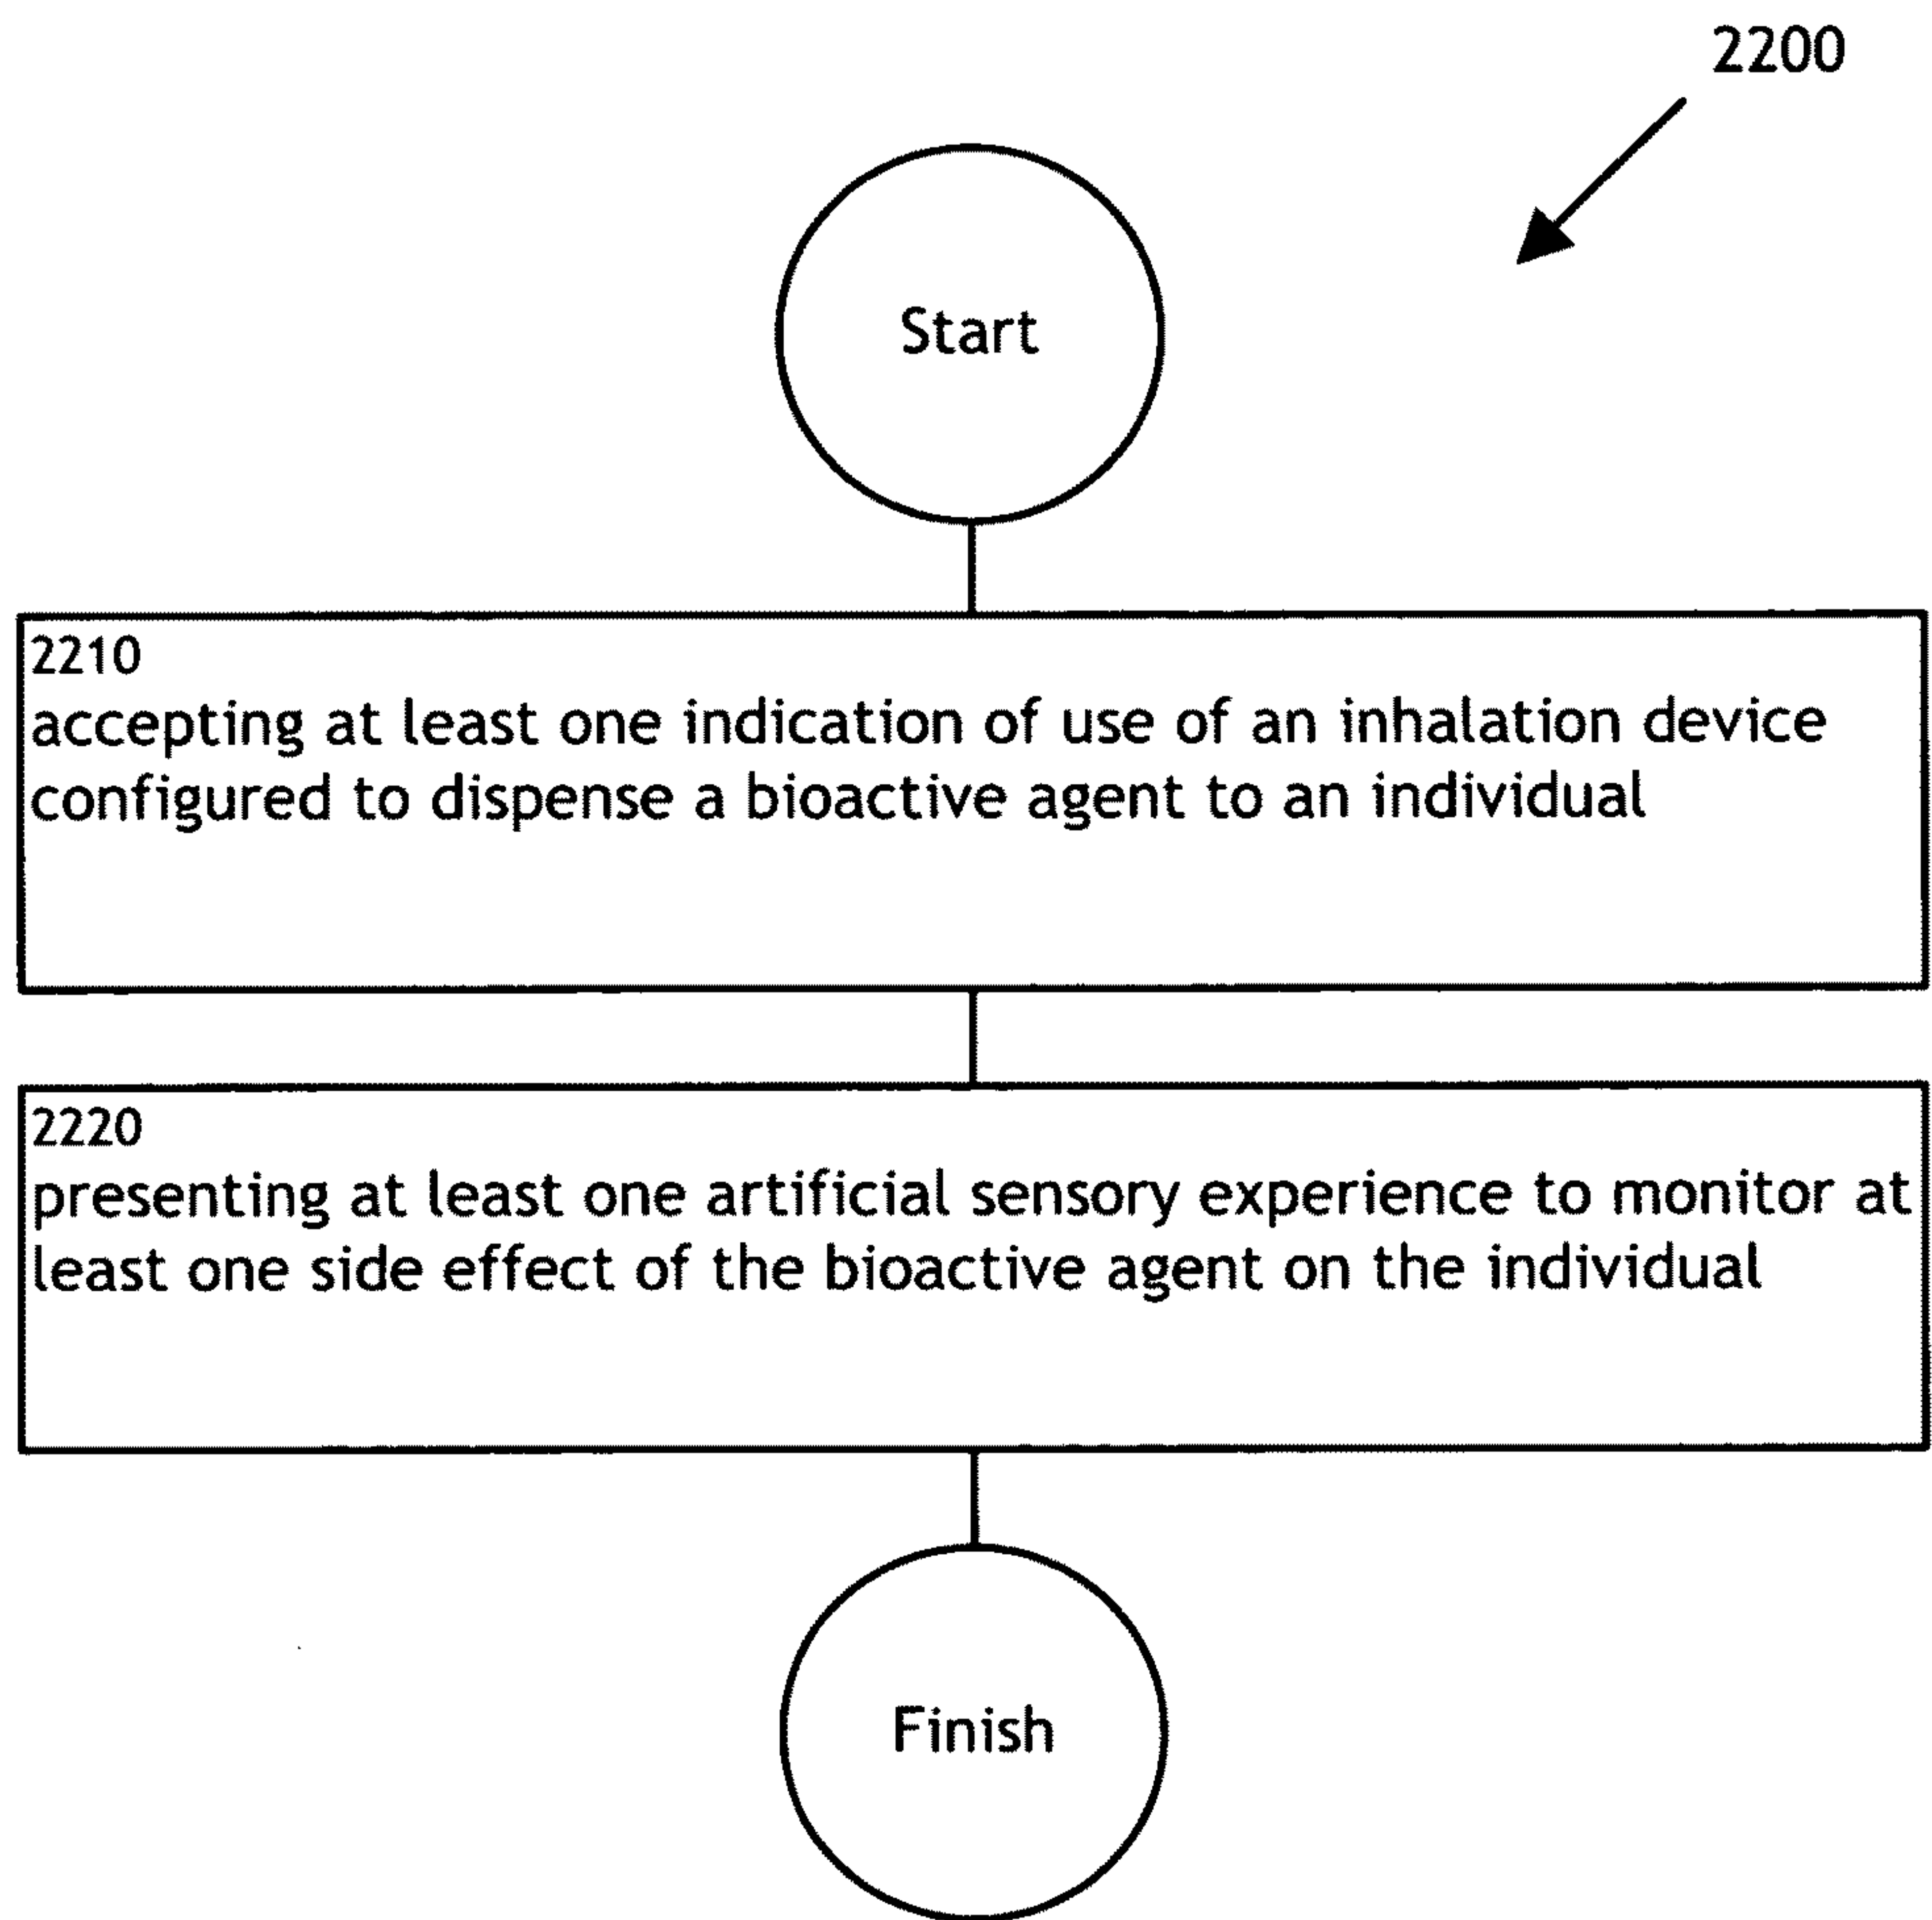 2200
Start
2210
accepting at least one indication of use of an inhalation device
configured to dispense a bioactive agent to an individual
2220
presenting at least one artificial sensory experience to monitor at
least one side effect of the bioactive agent on the individual
Finish